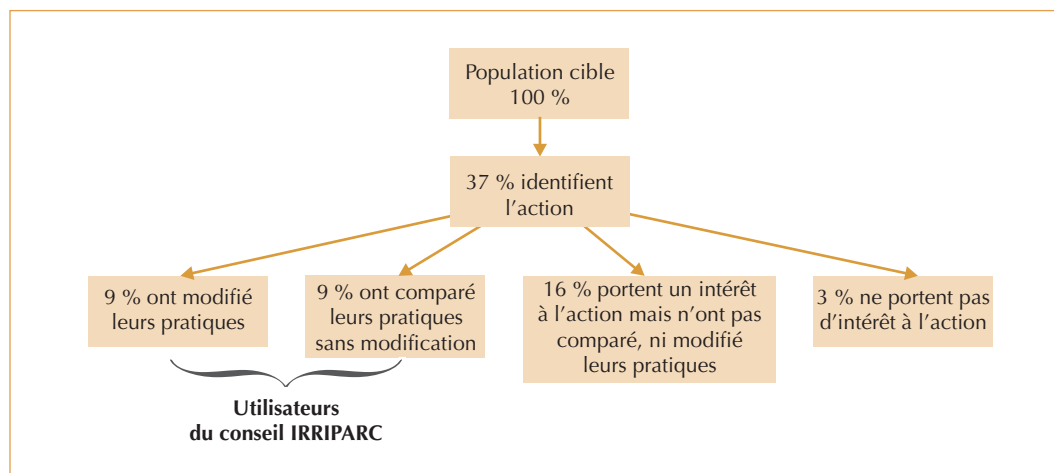 Population cible
100 %
37 % identifient
l’action
9 % ont modifié
leurs pratiques
9 % ont comparé
leurs pratiques
sans modification
16 % portent un intérêt
à l’action mais n’ont pas
comparé, ni modifié
leurs pratiques
3 % ne portent pas
d’intérêt à l’action
Utilisateurs
du conseil IRRIPARC